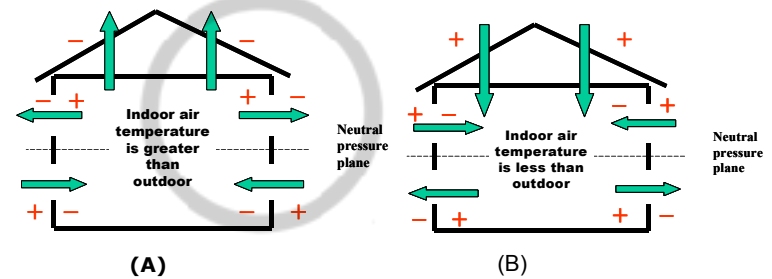 − − + +
− + + −
+ − − +
Indoor air
temperature
is greater
than
outdoor
Neutral
pressure
plane
+ − − +
− + + −
Indoor air
temperature
is less than
outdoor
Neutral
pressure
plane
(A)
(B)